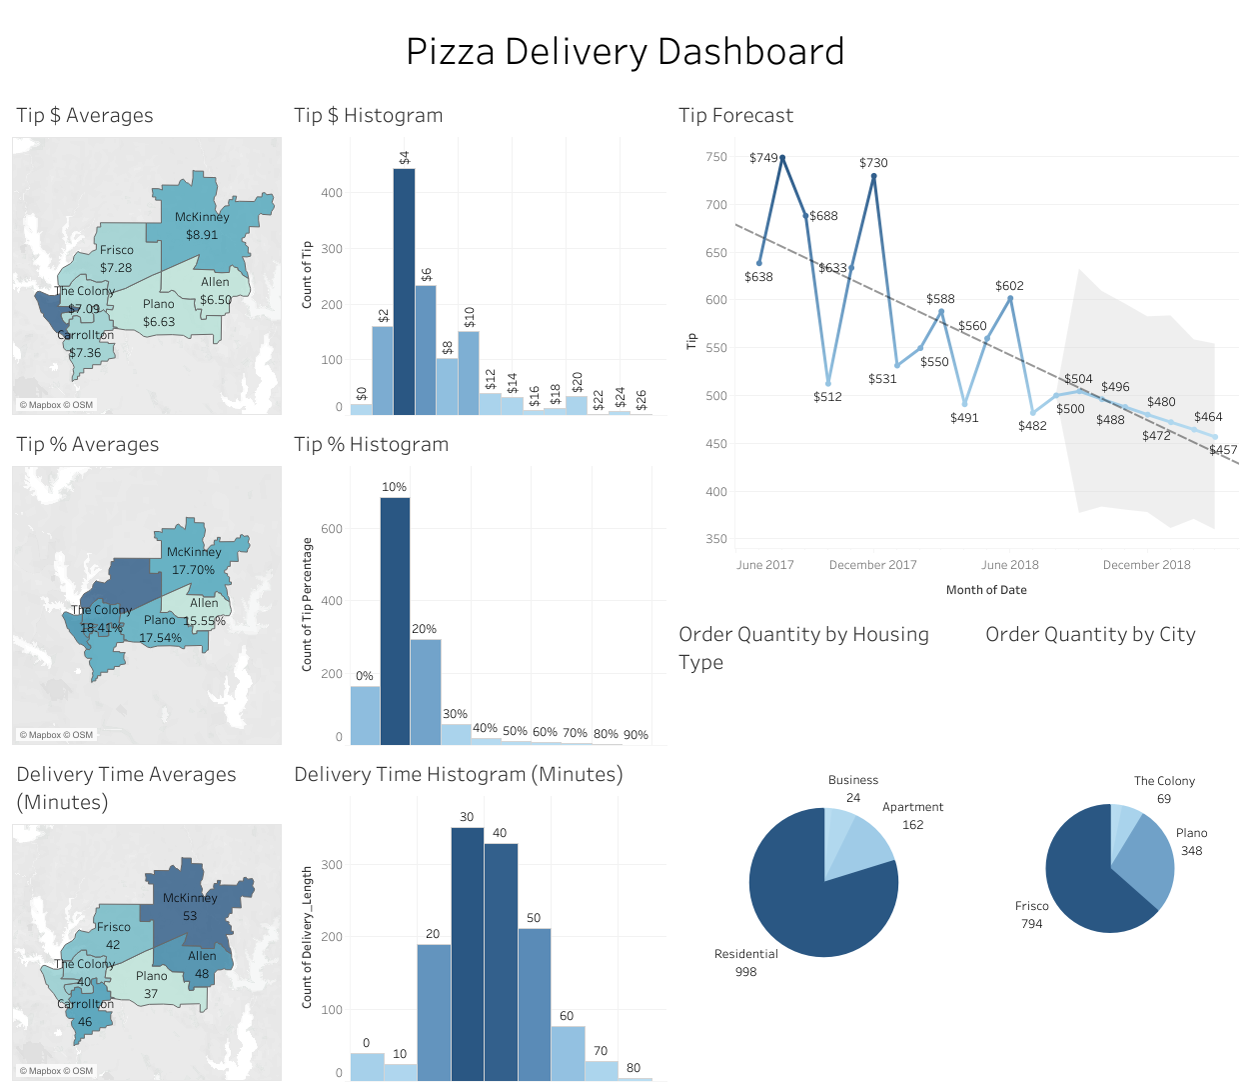 Pizza Delivery Dashboard
Tip $ Averages
McKinney
$8.91
Frisco
$7.28
Allen
$6.50
The Colony
$7.09
Plano
$6.63
Carrollton
$7.36
© Mapbox © OSM
Tip $ Histogram
Count of Tip
400
300
200
100
0
$0
$2
$4
$6
$8
$10
$12
$14
$16
$18
$20
$22
$24
$26
Tip Forecast
Tip
750
700
650
600
550
500
450
400
350
$638
$749
$688
$512
$633
$730
$531
$550
$588
$491
$560
$602
$482
$500
$504
$496
$488
$480
$472
$464
$457
June 2017
December 2017
June 2018
December 2018
Month of Date
Tip % Averages
McKinney
17.70%
Allen
15.55%
The Colony
18.41%
Plano
17.54%
© Mapbox © OSM
Tip % Histogram
Count of Tip Percentage
600
400
200
0
0%
10%
20%
30%
40%
50%
60%
70%
80%
90%
Order Quantity by Housing
Type
Business
24
Apartment
162
Residential
998
Order Quantity by City
The Colony
69
Plano
348
Frisco
794
Delivery Time Averages
(Minutes)
McKinney
53
Frisco
42
Allen
48
The Colony
40
Plano
37
Carrollton
46
© Mapbox © OSM
Delivery Time Histogram (Minutes)
Count of Delivery_Length
300
200
100
0
0
10
20
30
40
50
60
70
80